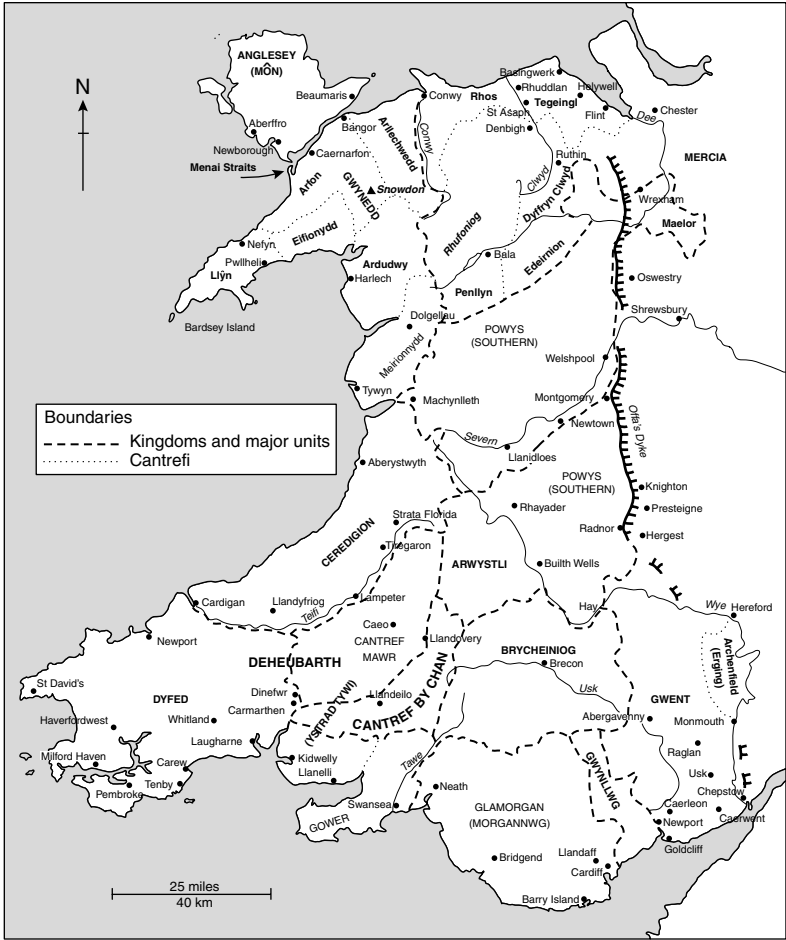 ANGLESEY
(MÔN)
N
Beaumaris
Aberffro
Newborough
Menai Straits
Bangor
Caernarfon
Arfon
GWYNEDD
Arllechwedd
Snowdon
Conwy
Conwy
Rhos
Basingwerk
Rhuddlan
Holywell
St Asaph
Tegeingl
Denbigh
Flint
Dee
Chester
MERCIA
Ruthin
Clwyd
Dyffryn Clwyd
Wrexham
Maelor
Rhufoniog
Nefyn
Eifionydd
Pwllheli
Llŷn
Bardsey Island
Ardudwy
Harlech
Bala
Edeirnion
Penllyn
Oswestry
Dolgellau
Shrewsbury
POWYS
(SOUTHERN)
Meirionnydd
Welshpool
Tywyn
Machynlleth
Montgomery
Newtown
Offa's Dyke
Severn
Llanidloes
Boundaries
Kingdoms and major units
Cantrefi
Aberystwyth
POWYS
(SOUTHERN)
Knighton
Rhayader
Presteigne
Strata Florida
Radnor
Hergest
CEREDIGION
Tregaron
ARWYSTLI
Builth Wells
Cardigan
Llandyfriog
Teifi
Lampeter
Hay
Wye
Hereford
Caeo
CANTREF
MAWR
Llandovery
Newport
DEHEUBARTH
BRYCHEINIOG
Brecon
Archenfield
(Erging)
St David's
DYFED
Dinefwr
Carmarthen
(YSTRAD TYWI)
Llandeilo
CANTREF BYCHAN
Usk
GWENT
Haverfordwest
Whitland
Abergavenny
Monmouth
Laugharne
Raglan
Milford Haven
Carew
Kidwelly
Llanelli
Tawe
GWYNLLWG
Usk
Pembroke
Tenby
Chepstow
Swansea
Neath
GOWER
GLAMORGAN
(MORGANNWG)
Caerleon
Caerwent
Newport
Goldcliff
Bridgend
Llandaff
Cardiff
Barry Island
25 miles
40 km